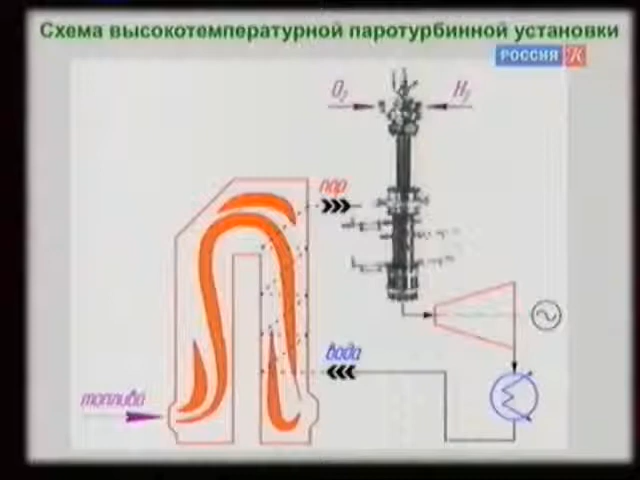 Схема высокотемпературной паротурбинной установки
РОССИЯ К
O₂
H₂
пар
вода
топливо